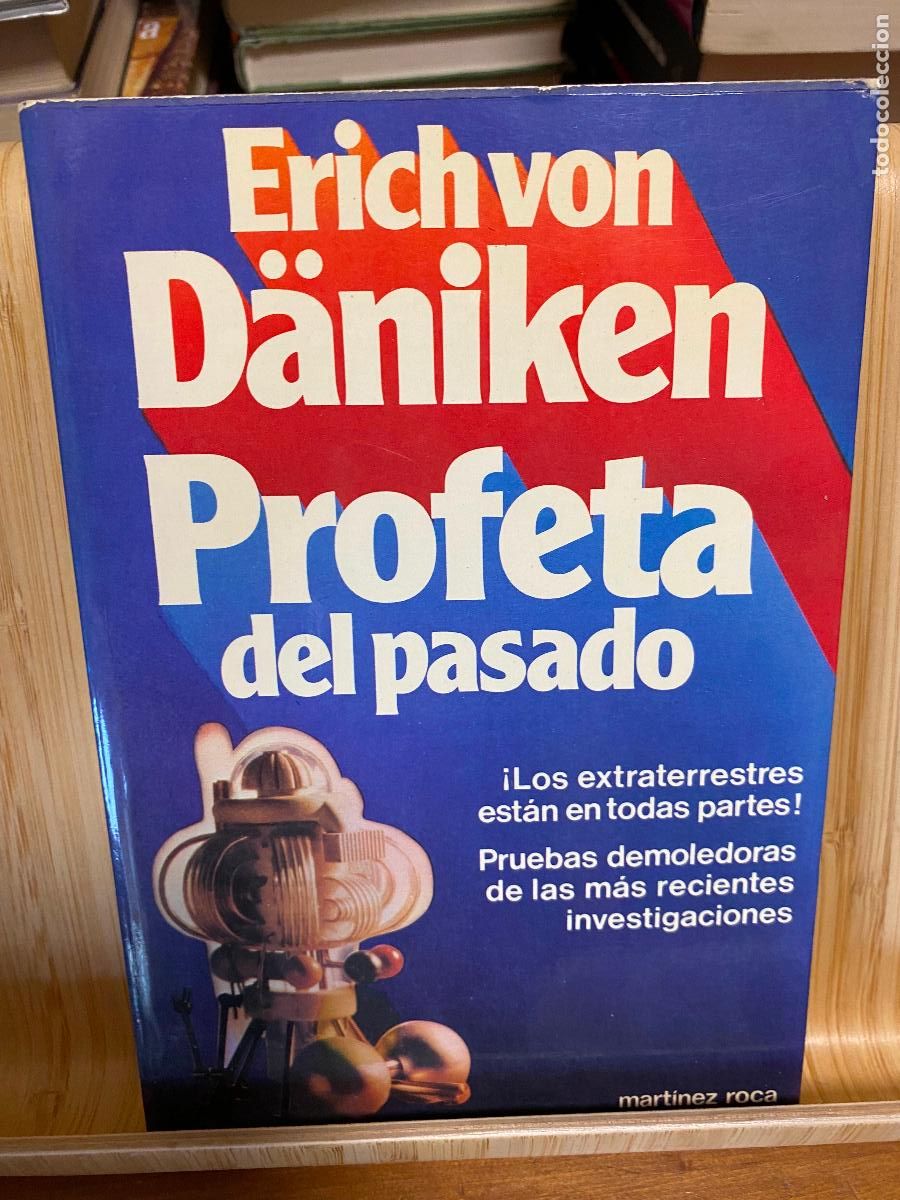 Erich von
Däniken
Profeta
del pasado
¡Los extraterrestres
están en todas partes!
Pruebas demoledoras
de las más recientes
investigaciones
martínez roca
todocoleccion
a